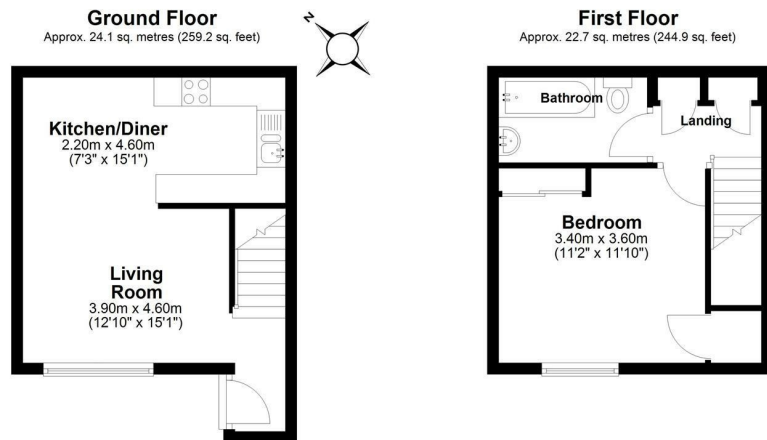 Ground Floor
Approx. 24.1 sq. metres (259.2 sq. feet)
N
Kitchen/Diner
2.20m x 4.60m
(7'3" x 15'1")
Living
Room
3.90m x 4.60m
(12'10" x 15'1")
First Floor
Approx. 22.7 sq. metres (244.9 sq. feet)
Bathroom
Landing
Bedroom
3.40m x 3.60m
(11'2" x 11'10")